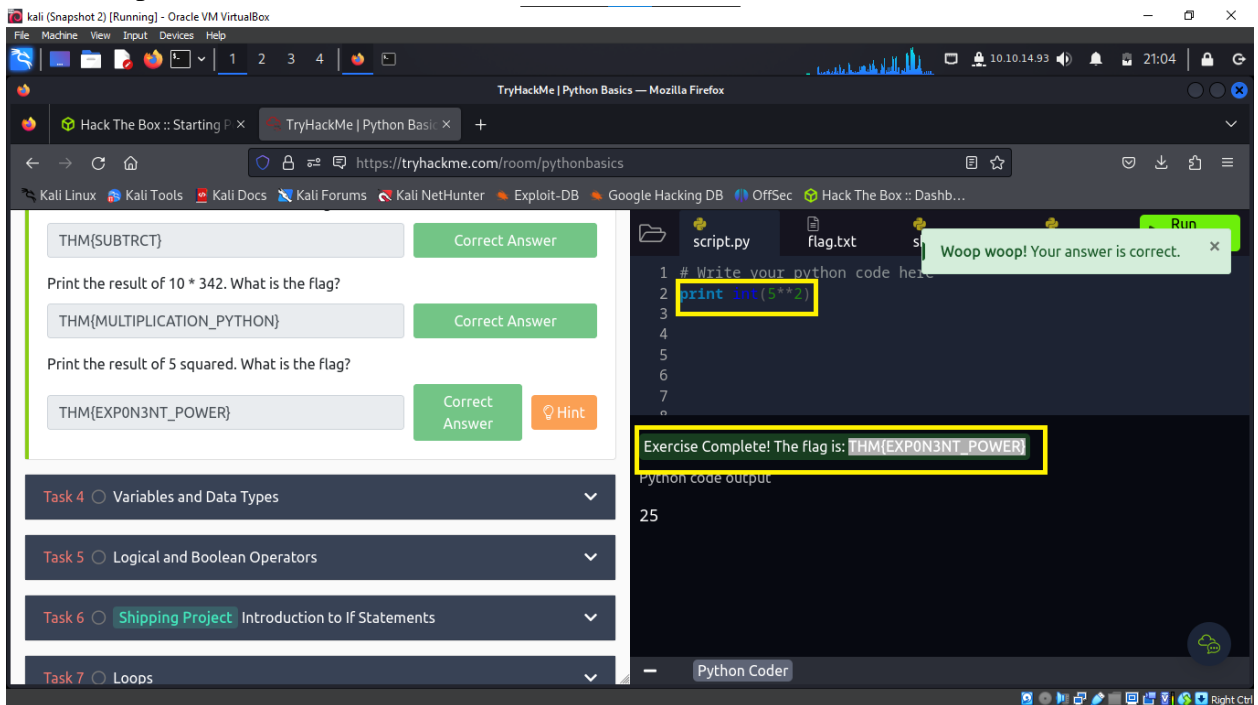 kali (Snapshot 2) [Running] - Oracle VM VirtualBox
File Machine View Input Devices Help
1 2 3 4
10.10.14.93
21:04
TryHackMe | Python Basics — Mozilla Firefox
Hack The Box :: Starting P
TryHackMe | Python Basic
https://tryhackme.com/room/pythonbasics
Kali Linux Kali Tools Kali Docs Kali Forums Kali NetHunter Exploit-DB Google Hacking DB OffSec Hack The Box :: Dashb...
THM{SUBTRCT}
Correct Answer
Print the result of 10 * 342. What is the flag?
THM{MULTIPLICATION_PYTHON}
Correct Answer
Print the result of 5 squared. What is the flag?
THM{EXP0N3NT_POWER}
Correct
Answer
Hint
Task 4 Variables and Data Types
Task 5 Logical and Boolean Operators
Task 6 Shipping Project Introduction to If Statements
Task 7 Loops
script.py
flag.txt
Run
Woop woop! Your answer is correct.
1 # Write your python code here
2 print int(5**2)
3
4
5
6
7
Exercise Complete! The flag is: THM{EXP0N3NT_POWER}
Python code output
25
Python Coder
Right Ctrl